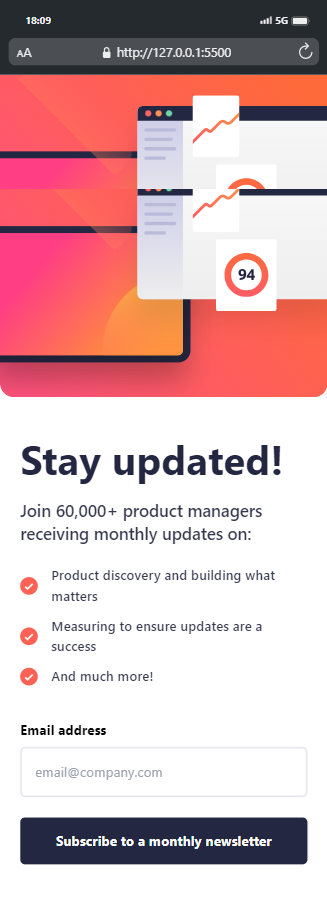 18:09
5G
AA
http://127.0.0.1:5500
94
Stay updated!
Join 60,000+ product managers
receiving monthly updates on:
Product discovery and building what
matters
Measuring to ensure updates are a
success
And much more!
Email address
email@company.com
Subscribe to a monthly newsletter